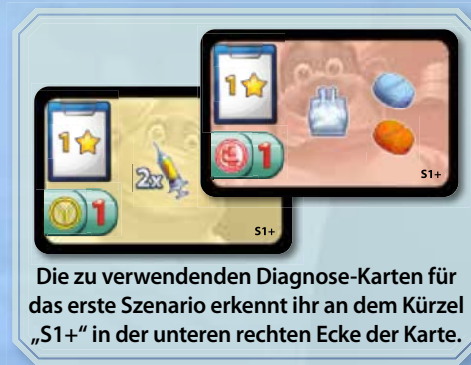 1
1
S1+
1
2x
1
S1+
Die zu verwendenden Diagnose-Karten für
das erste Szenario erkennt ihr an dem Kürzel
„S1+“ in der unteren rechten Ecke der Karte.